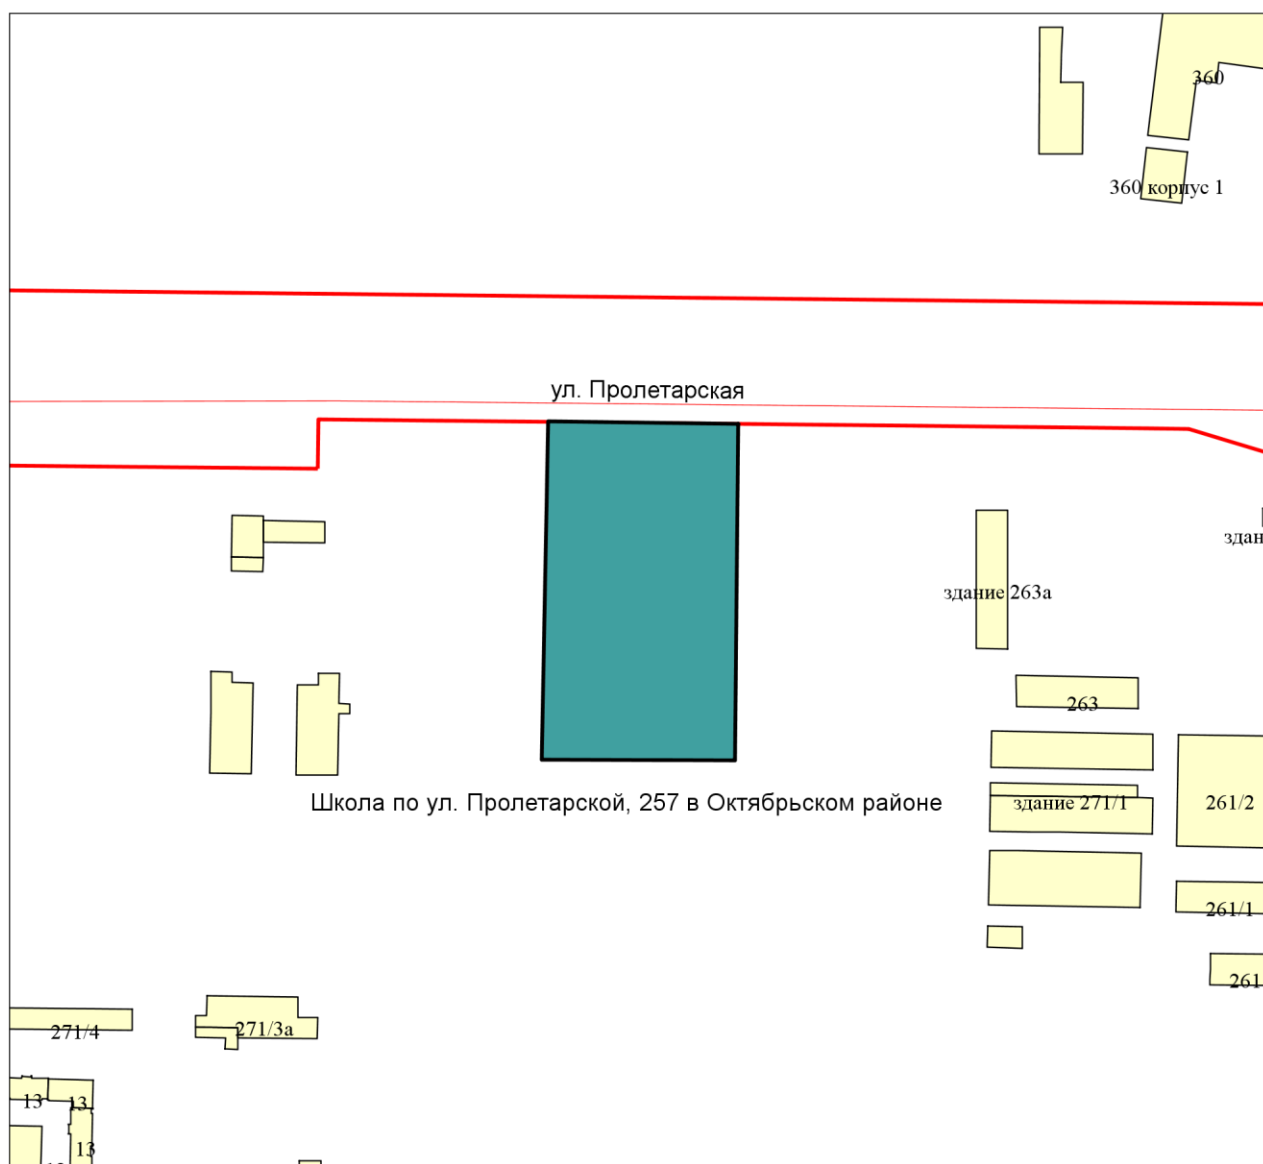 360
360 корпус 1
ул. Пролетарская
здан
здание 263а
263
Школа по ул. Пролетарской, 257 в Октябрьском районе
здание 271/1
261/2
261/1
261
271/4
271/3а
13
13
13